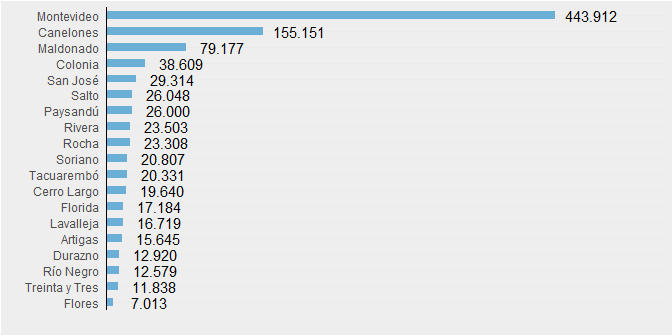 Montevideo 443.912
Canelones 155.151
Maldonado 79.177
Colonia 38.609
San José 29.314
Salto 26.048
Paysandú 26.000
Rivera 23.503
Rocha 23.308
Soriano 20.807
Tacuarembó 20.331
Cerro Largo 19.640
Florida 17.184
Lavalleja 16.719
Artigas 15.645
Durazno 12.920
Río Negro 12.579
Treinta y Tres 11.838
Flores 7.013